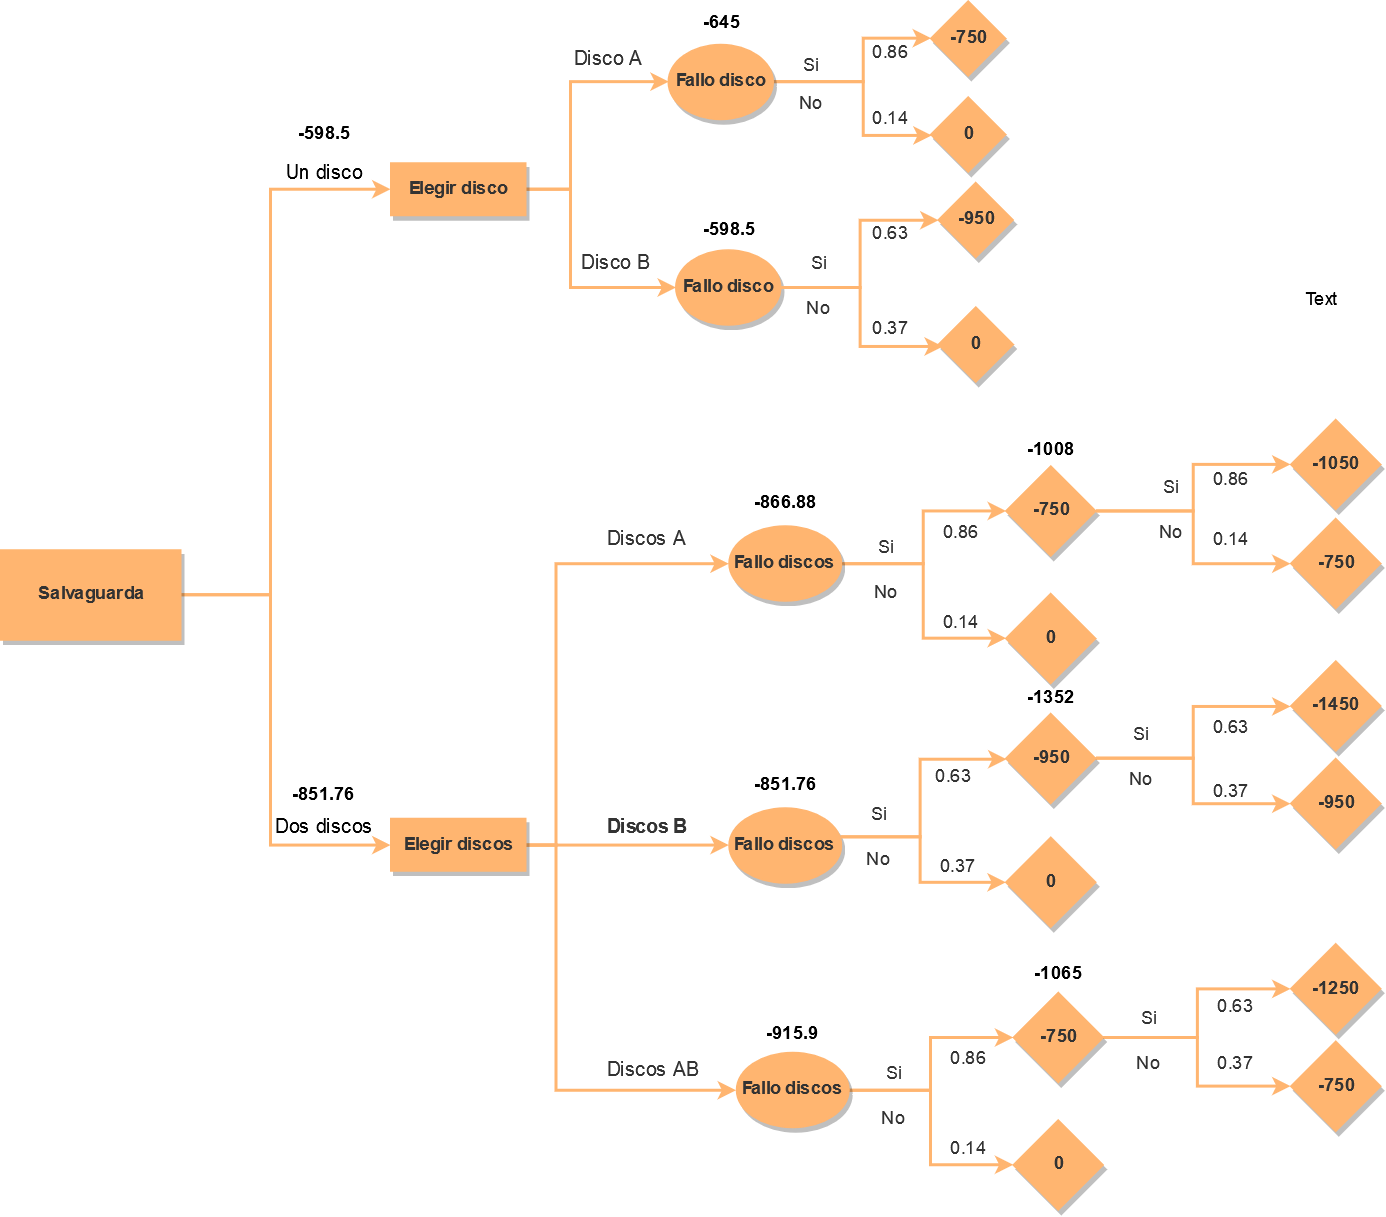 -645
Disco A
Fallo disco
Si
No
0.86
-750
0.14
0
-598.5
Un disco
Elegir disco
-598.5
Disco B
Fallo disco
Si
No
0.63
-950
0.37
0
Text
Salvaguarda
-866.88
Discos A
Fallo discos
Si
No
0.86
-1008
-750
Si
No
0.86
-1050
0.14
-750
0.14
0
-851.76
Dos discos
Elegir discos
Discos B
-851.76
Fallo discos
Si
No
0.63
-1352
-950
Si
No
0.63
-1450
0.37
-950
0.37
0
Discos AB
-915.9
Fallo discos
Si
No
0.86
-1065
-750
Si
No
0.63
-1250
0.37
-750
0.14
0